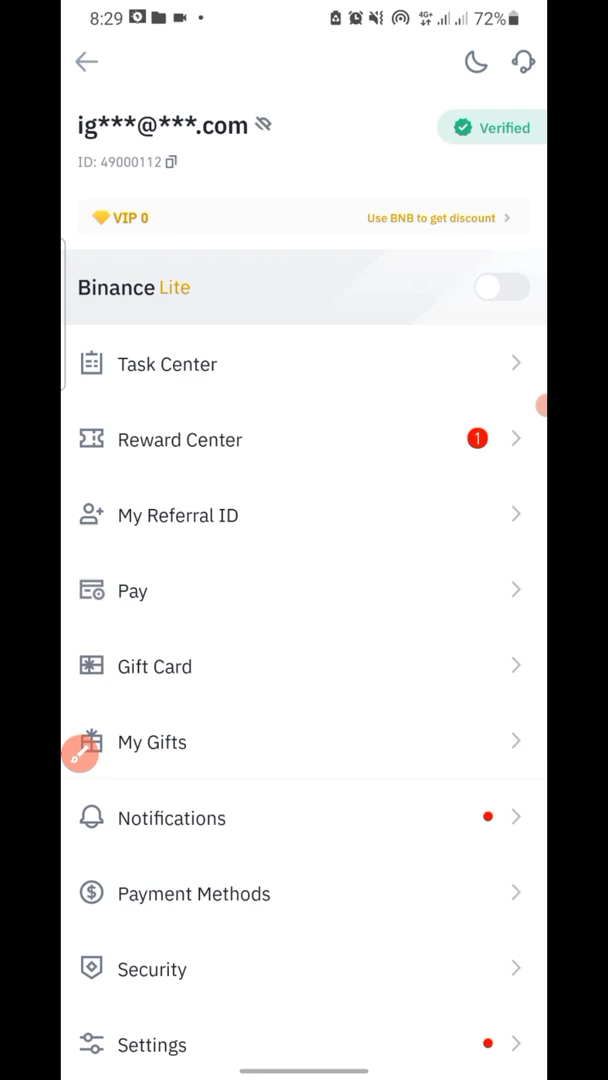 8:29 4G+ 72%
ig***@***.com
Verified
ID: 49000112
VIP 0 Use BNB to get discount
Binance Lite
Task Center
Reward Center 1
My Referral ID
Pay
Gift Card
My Gifts
Notifications
Payment Methods
Security
Settings